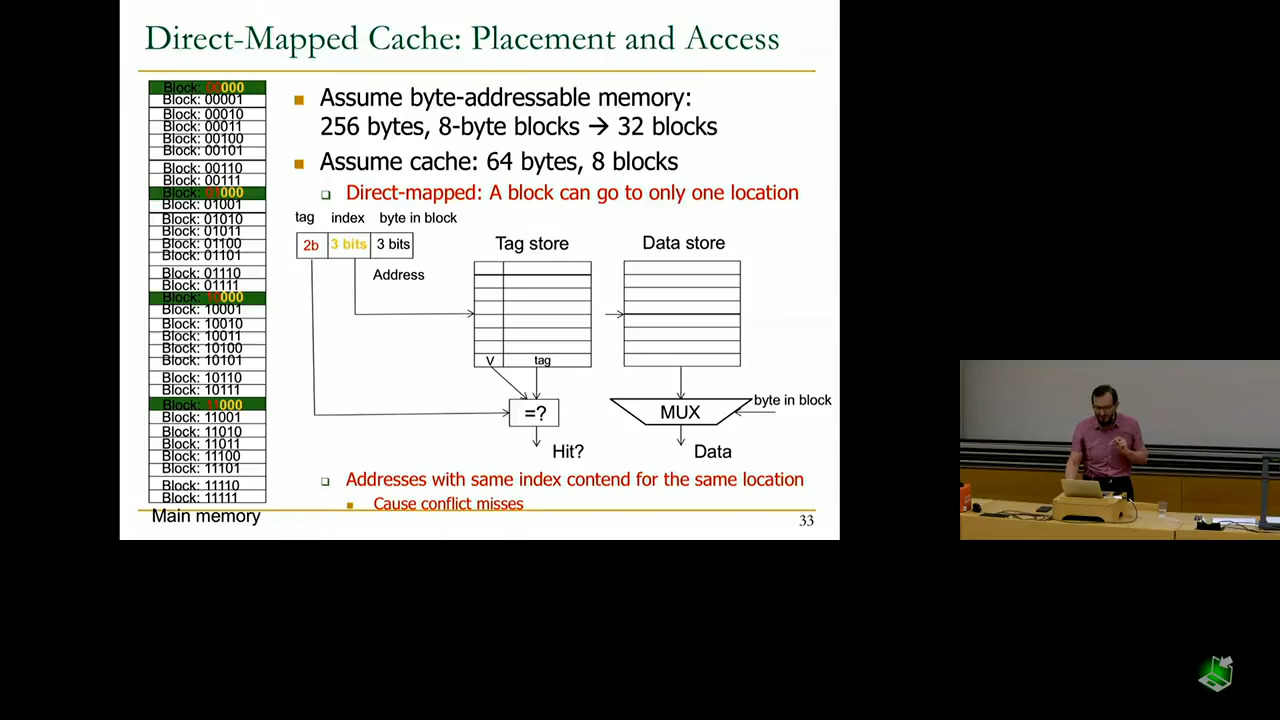 Direct-Mapped Cache: Placement and Access
Block: 00000
Block: 00001
Block: 00010
Block: 00011
Block: 00100
Block: 00101
Block: 00110
Block: 00111
Block: 01000
Block: 01001
Block: 01010
Block: 01011
Block: 01100
Block: 01101
Block: 01110
Block: 01111
Block: 10000
Block: 10001
Block: 10010
Block: 10011
Block: 10100
Block: 10101
Block: 10110
Block: 10111
Block: 11000
Block: 11001
Block: 11010
Block: 11011
Block: 11100
Block: 11101
Block: 11110
Block: 11111
Main memory
Assume byte-addressable memory:
256 bytes, 8-byte blocks → 32 blocks
Assume cache: 64 bytes, 8 blocks
Direct-mapped: A block can go to only one location
tag index byte in block
2b 3 bits 3 bits
Address
Tag store
Data store
V tag
=?
MUX
byte in block
Hit?
Data
Addresses with same index contend for the same location
Cause conflict misses
33